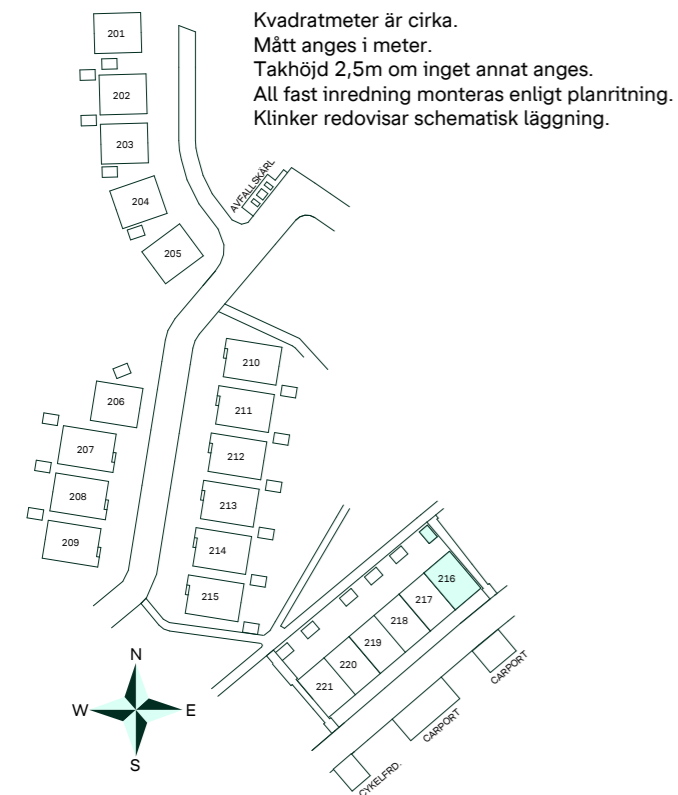 Kvadratmeter är cirka.
Mått anges i meter.
Takhöjd 2,5m om inget annat anges.
All fast inredning monteras enligt planritning.
Klinker redovisar schematisk läggning.
201
202
203
204
205
AVFALLSKÄRL
210
206
211
207
212
208
213
209
214
215
216
217
218
219
220
221
CARPORT
CARPORT
CYKELFRD.
N
W
E
S